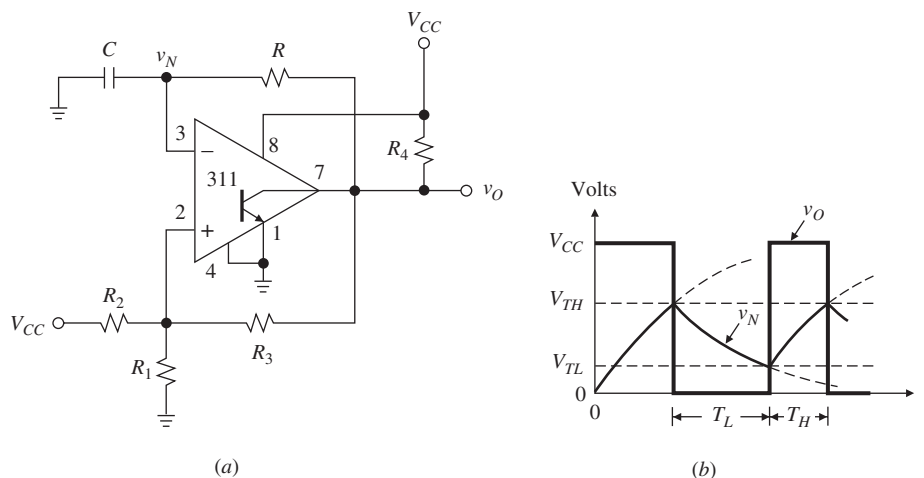 V_CC
C
v_N
R
3
8
R_4
311
7
v_O
2
1
4
V_CC
R_2
R_3
R_1
(a)
Volts
v_O
V_CC
V_TH
v_N
V_TL
0
0
T_L
T_H
(b)
−
+